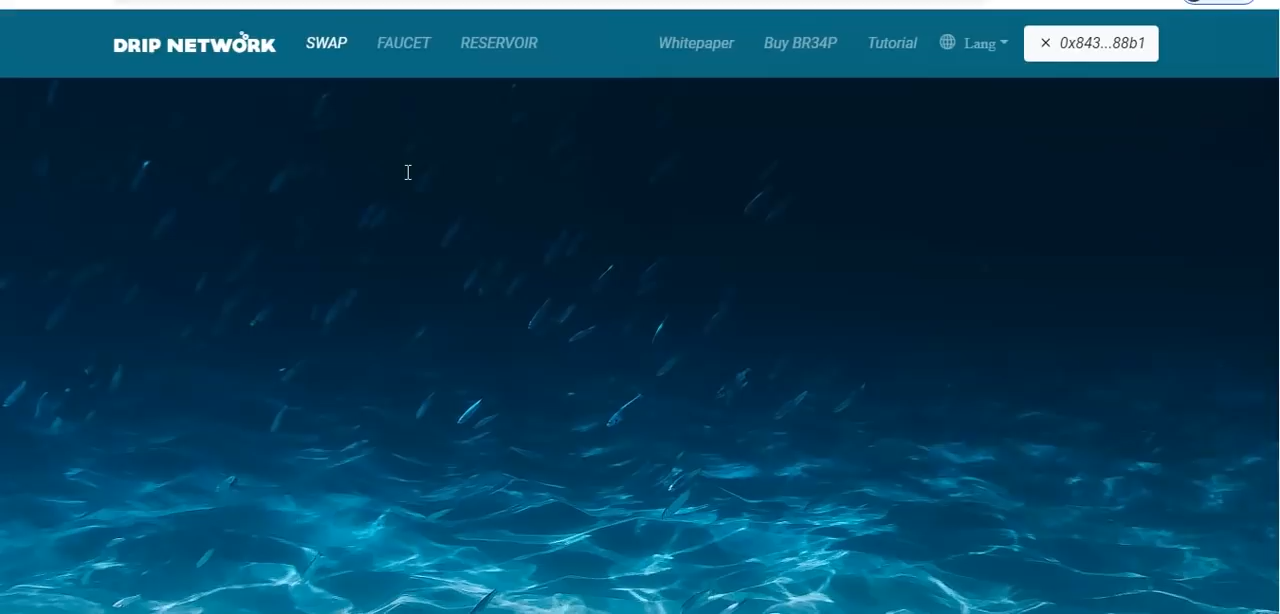 DRIP NETWORK SWAP FAUCET RESERVOIR Whitepaper Buy BR34P Tutorial Lang × 0x843...88b1